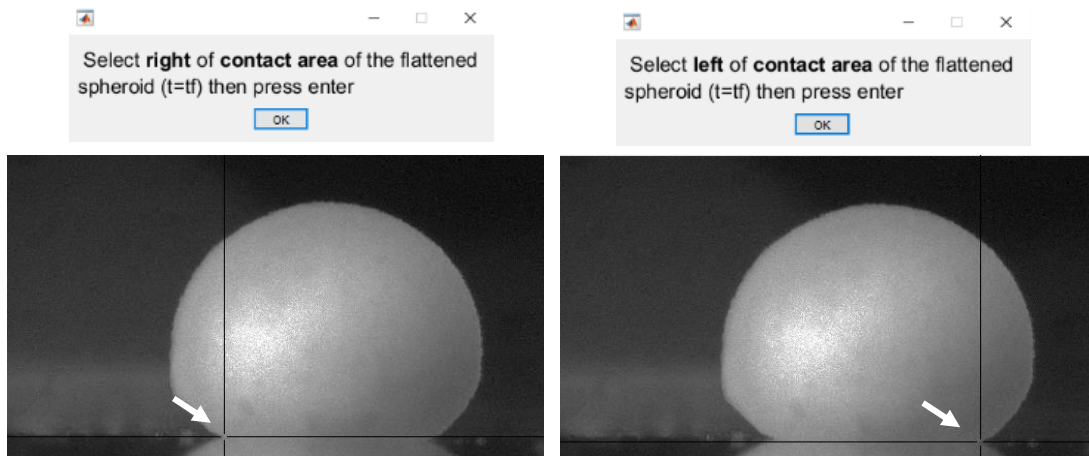 Select right of contact area of the flattened
spheroid (t=tf) then press enter
OK
Select left of contact area of the flattened
spheroid (t=tf) then press enter
OK